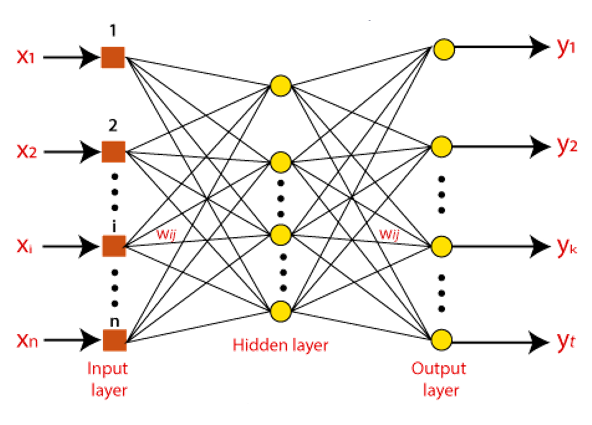 1
x1
y1
2
x2
y2
i
wij
wij
xi
yk
n
xn
yt
Input
layer
Hidden layer
Output
layer